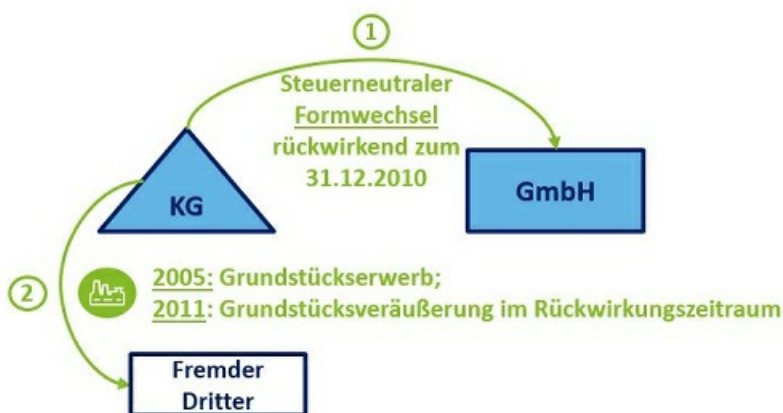 1
Steuerneutraler
Formwechsel
rückwirkend zum
31.12.2010
KG
GmbH
2
2005: Grundstückserwerb;
2011: Grundstücksveräußerung im Rückwirkungszeitraum
Fremder
Dritter